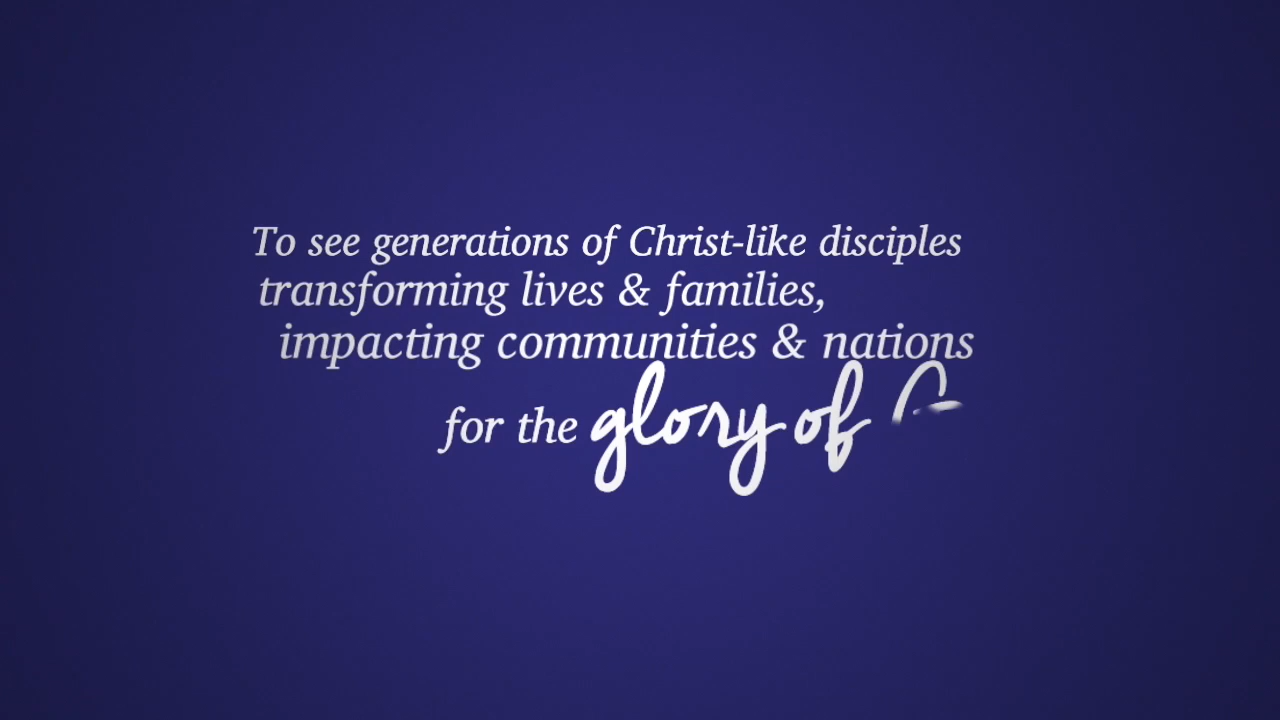 To see generations of Christ-like disciples
transforming lives & families,
impacting communities & nations
for the glory of